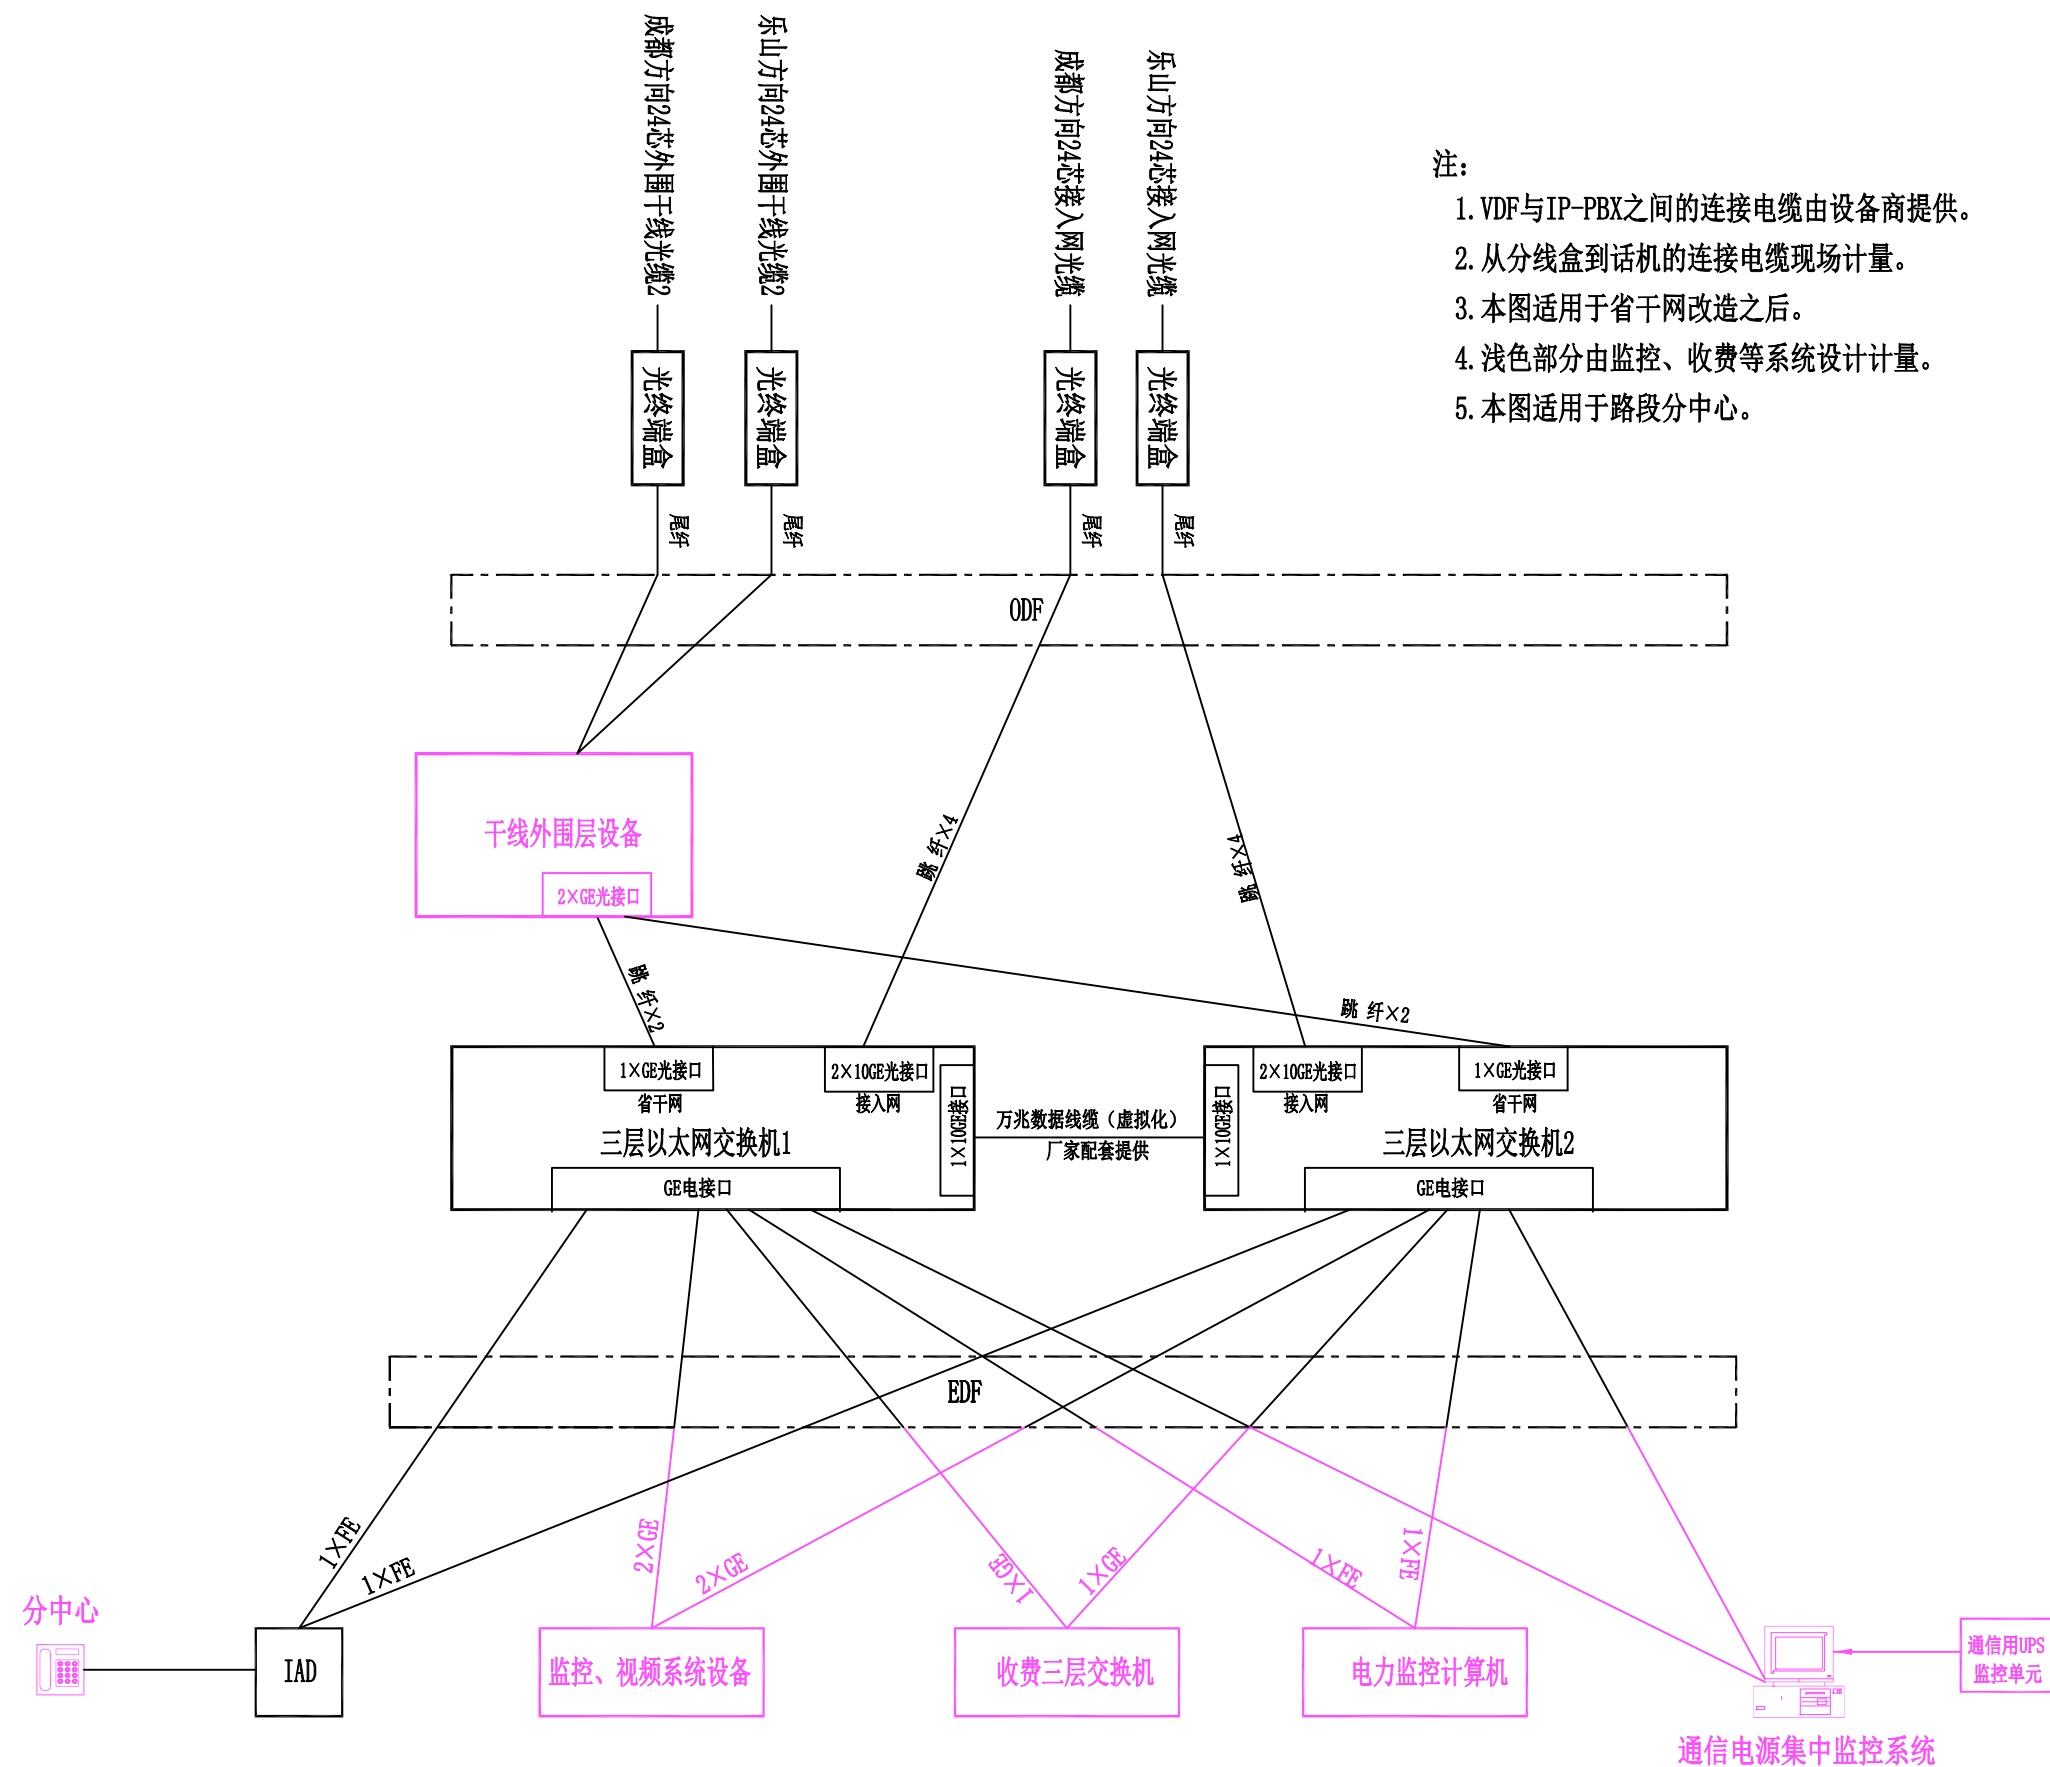 成都方向24芯外围干线光缆2
乐山方向24芯外围干线光缆2
成都方向24芯接入网光缆
乐山方向24芯接入网光缆
注：
1.VDF与IP-PBX之间的连接电缆由设备商提供。
2.从分线盒到话机的连接电缆现场计量。
3.本图适用于省干网改造之后。
4.浅色部分由监控、收费等系统设计计量。
5.本图适用于路段分中心。
光终端盒
光终端盒
光终端盒
光终端盒
尾纤
尾纤
尾纤
尾纤
ODF
干线外围层设备
2×GE光接口
跳 纤×4
跳 纤×4
跳 纤×2
跳 纤×2
1×GE光接口
省干网
2×10GE光接口
接入网
1×10GE接口
三层以太网交换机1
GE电接口
万兆数据线缆（虚拟化）
厂家配套提供
1×10GE接口
2×10GE光接口
接入网
1×GE光接口
省干网
三层以太网交换机2
GE电接口
EDF
1×FE
1×FE
2×GE
2×GE
1×GE
1×GE
1×FE
1×FE
分中心
IAD
监控、视频系统设备
收费三层交换机
电力监控计算机
通信用UPS
监控单元
通信电源集中监控系统